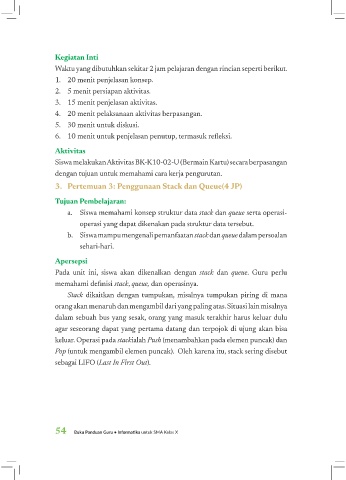 Kegiatan Inti
Waktu yang dibutuhkan sekitar 2 jam pelajaran dengan rincian seperti berikut.
1. 20 menit penjelasan konsep.
2. 5 menit persiapan aktivitas.
3. 15 menit penjelasan aktivitas.
4. 20 menit pelaksanaan aktivitas berpasangan.
5. 30 menit untuk diskusi.
6. 10 menit untuk penjelasan penutup, termasuk refleksi.
Aktivitas
Siswa melakukan Aktivitas BK-K10-02-U (Bermain Kartu) secara berpasangan
dengan tujuan untuk memahami cara kerja pengurutan.
3. Pertemuan 3: Penggunaan Stack dan Queue(4 JP)
Tujuan Pembelajaran:
a. Siswa memahami konsep struktur data stack dan queue serta operasi-
operasi yang dapat dikenakan pada struktur data tersebut.
b. Siswa mampu mengenali pemanfaatan stack dan queue dalam persoalan
sehari-hari.
Apersepsi
Pada unit ini, siswa akan dikenalkan dengan stack dan queue. Guru perlu
memahami definisi stack, queue, dan operasinya.
Stack dikaitkan dengan tumpukan, misalnya tumpukan piring di mana
orang akan menaruh dan mengambil dari yang paling atas. Situasi lain misalnya
dalam sebuah bus yang sesak, orang yang masuk terakhir harus keluar dulu
agar seseorang dapat yang pertama datang dan terpojok di ujung akan bisa
keluar. Operasi pada stack ialah Push (menambahkan pada elemen puncak) dan
Pop (untuk mengambil elemen puncak). Oleh karena itu, stack sering disebut
sebagai LIFO (Last In First Out).
54 Buku Panduan Guru • Informatika untuk SMA Kelas X